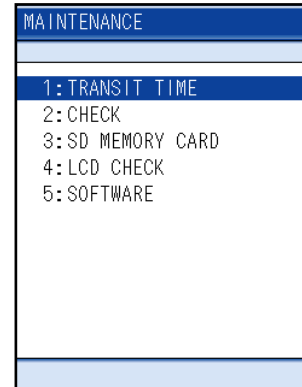 MAINTENANCE
1:TRANSIT TIME
2:CHECK
3:SD MEMORY CARD
4:LCD CHECK
5:SOFTWARE